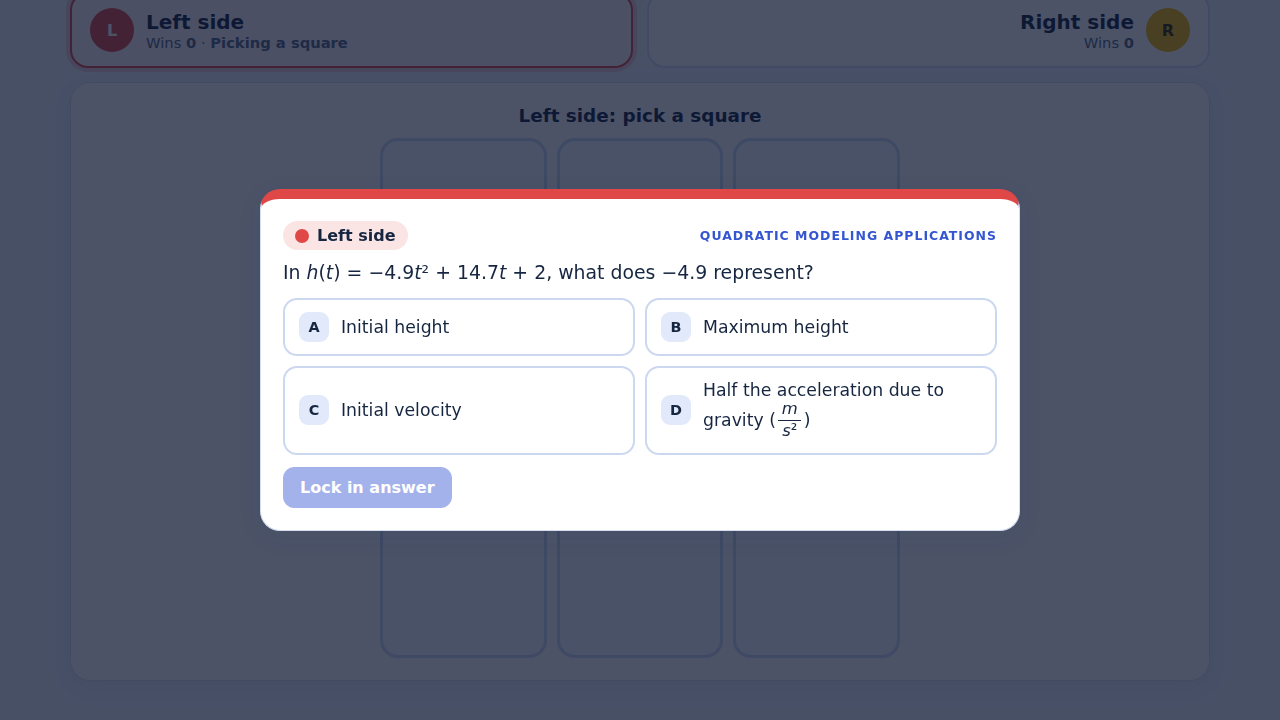 L
Left side
Wins 0 · Picking a square
Right side
Wins 0
R
Left side: pick a square
Left side
QUADRATIC MODELING APPLICATIONS
In h(t) = −4.9t² + 14.7t + 2, what does −4.9 represent?
A Initial height
B Maximum height
C Initial velocity
D Half the acceleration due to
gravity (m/s²)
Lock in answer